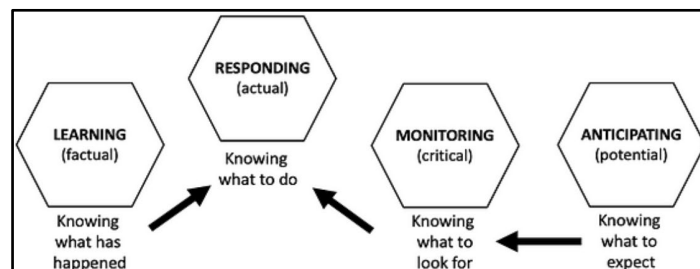 LEARNING
(factual)
Knowing
what has
happened
RESPONDING
(actual)
Knowing
what to do
MONITORING
(critical)
Knowing
what to
look for
ANTICIPATING
(potential)
Knowing
what to
expect